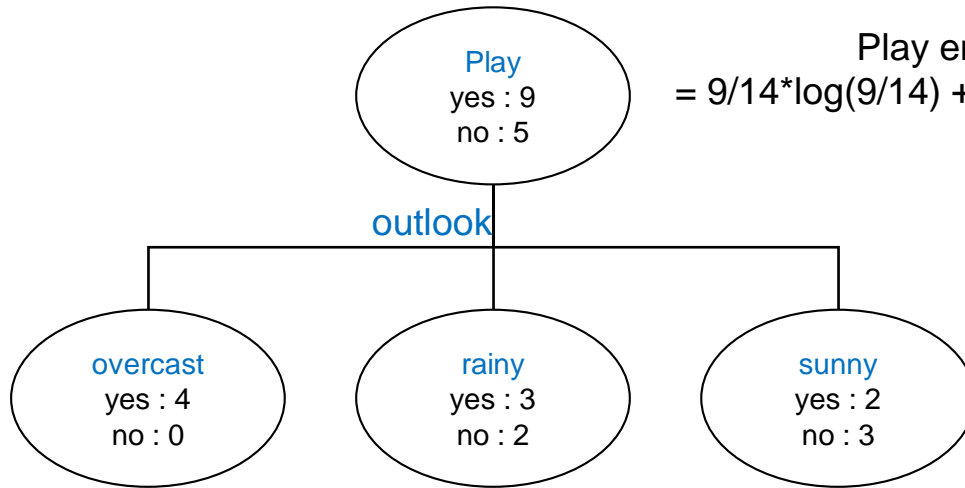 Play
yes : 9
no : 5
Play
= 9/14*log(9/14) +
outlook
overcast
yes : 4
no : 0
rainy
yes : 3
no : 2
sunny
yes : 2
no : 3